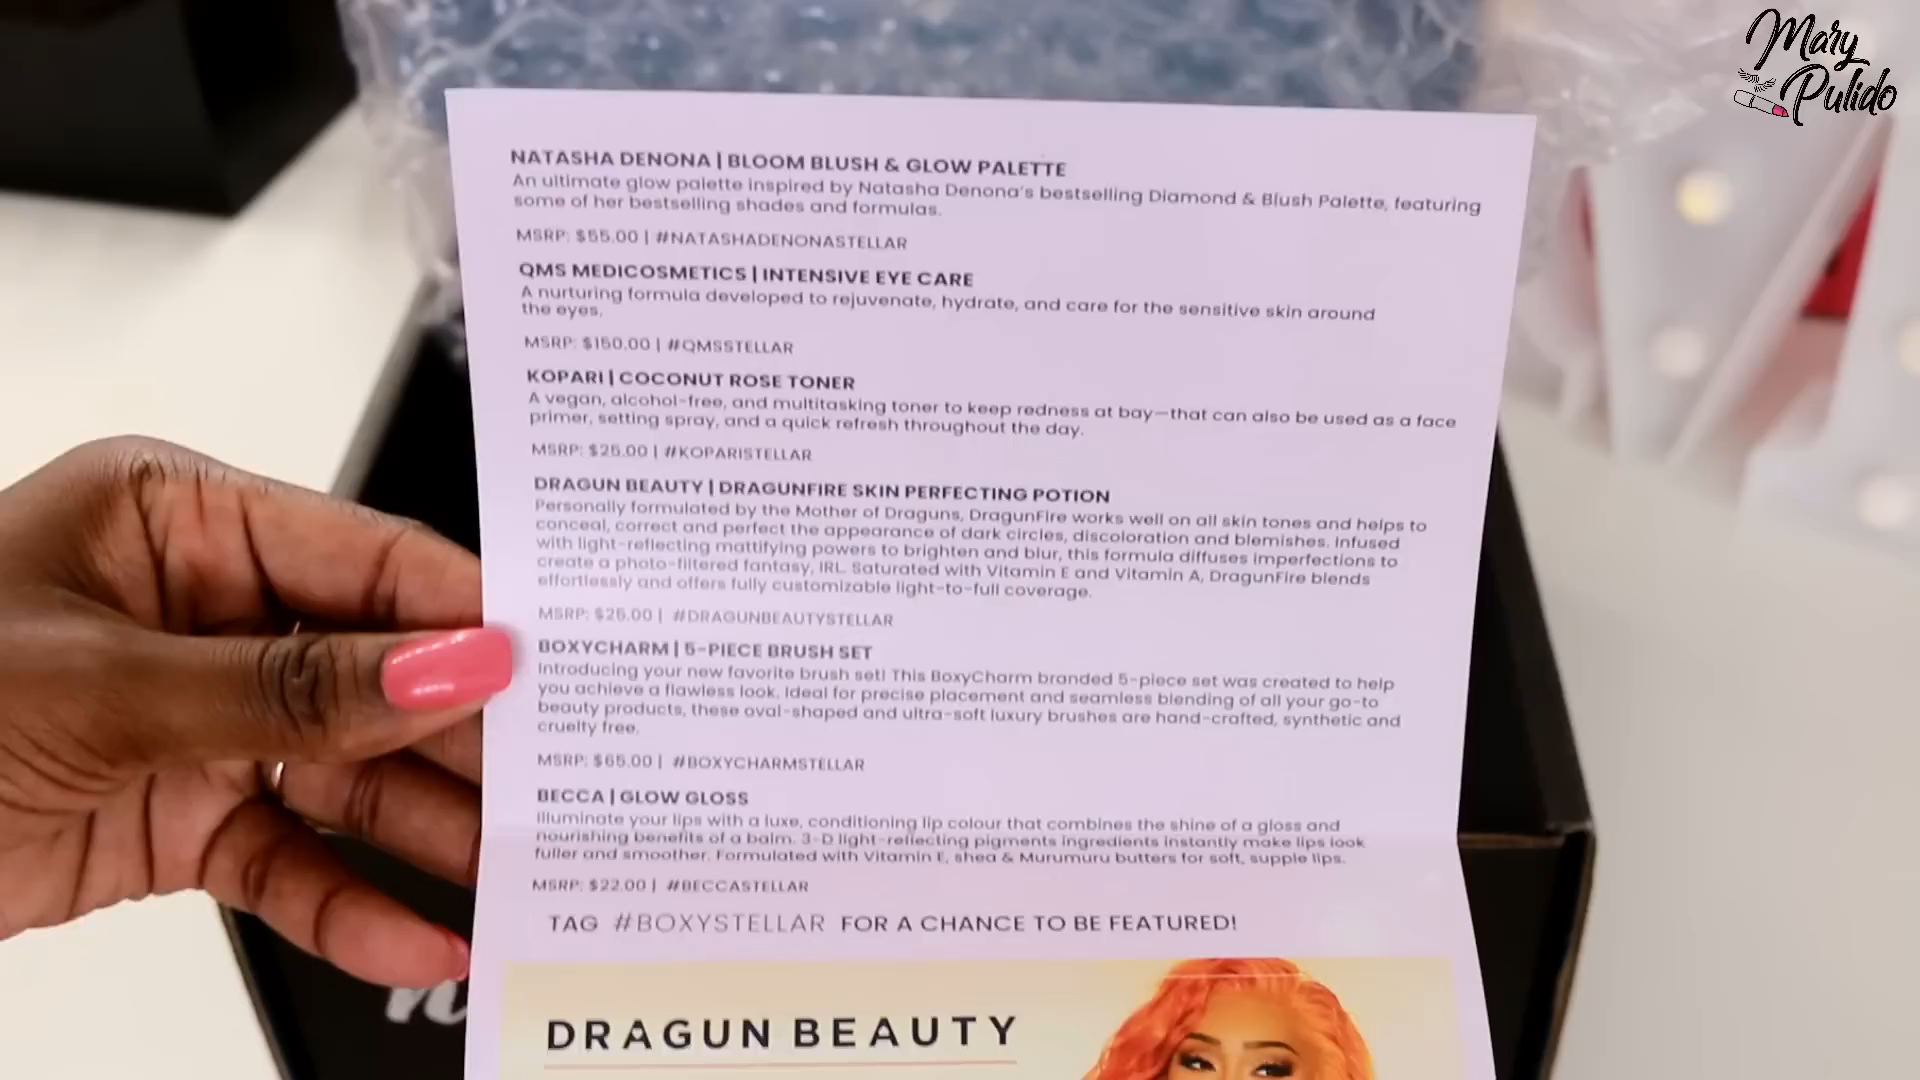 Mary
Pulido
NATASHA DENONA | BLOOM BLUSH & GLOW PALETTE
An ultimate glow palette inspired by Natasha Denona's bestselling Diamond & Blush Palette, featuring
some of her bestselling shades and formulas.
MSRP: $55.00 | #NATASHADENONASTELLAR
QMS MEDICOSMETICS | INTENSIVE EYE CARE
A nurturing formula developed to rejuvenate, hydrate, and care for the sensitive skin around
the eyes.
MSRP: $150.00 | #QMSSTELLAR
KOPARI | COCONUT ROSE TONER
A vegan, alcohol-free, and multitasking toner to keep redness at bay—that can also be used as a face
primer, setting spray, and a quick refresh throughout the day.
MSRP: $25.00 | #KOPARISTELLAR
DRAGUN BEAUTY | DRAGUNFIRE SKIN PERFECTING POTION
Personally formulated by the Mother of Draguns, DragunFire works well on all skin tones and helps to
conceal, correct and perfect the appearance of dark circles, discoloration and blemishes. Infused
with light-reflecting mattifying powers to brighten and blur, this formula diffuses imperfections to
create a photo-filtered fantasy, IRL. Saturated with Vitamin E and Vitamin A, DragunFire blends
effortlessly and offers fully customizable light-to-full coverage.
MSRP: $25.00 | #DRAGUNBEAUTYSTELLAR
BOXYCHARM | 5-PIECE BRUSH SET
Introducing your new favorite brush set! This BoxyCharm branded 5-piece set was created to help
you achieve a flawless look. Ideal for precise placement and seamless blending of all your go-to
beauty products, these oval-shaped and ultra-soft luxury brushes are hand-crafted, synthetic and
cruelty free.
MSRP: $65.00 | #BOXYCHARMSTELLAR
BECCA | GLOW GLOSS
Illuminate your lips with a luxe, conditioning lip colour that combines the shine of a gloss and
nourishing benefits of a balm. 3-D light-reflecting pigments ingredients instantly make lips look
fuller and smoother. Formulated with Vitamin E, shea & Murumuru butters for soft, supple lips.
MSRP: $22.00 | #BECCASTELLAR
TAG #BOXYSTELLAR FOR A CHANCE TO BE FEATURED!
DRAGUN BEAUTY